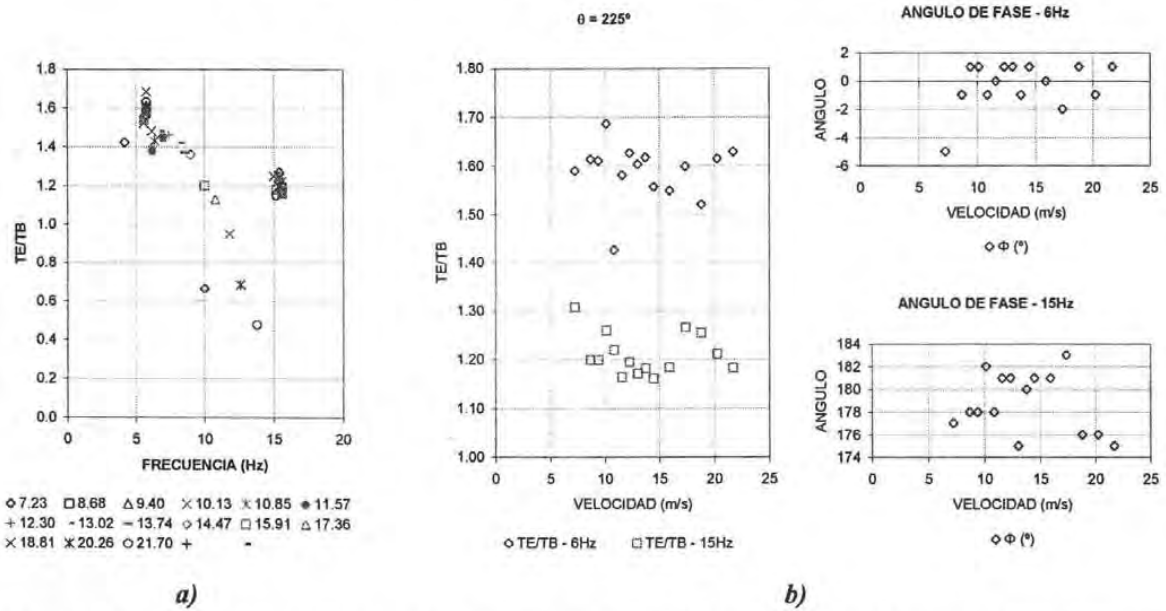 θ = 225º
1.8
1.6
1.4
1.2
1.0
0.8
0.6
0.4
0.2
0.0
TE/TB
0 5 10 15 20
FRECUENCIA (Hz)
7.23 8.68 9.40 10.13 10.85 11.57
12.30 13.02 13.74 14.47 15.91 17.36
18.81 20.26 21.70
a)
1.80
1.70
1.60
1.50
1.40
1.30
1.20
1.10
1.00
TE/TB
0 5 10 15 20 25
VELOCIDAD (m/s)
TE/TB - 6Hz TE/TB - 15Hz
ANGULO DE FASE - 6Hz
2
0
-2
-4
-6
ANGULO
0 5 10 15 20 25
VELOCIDAD (m/s)
Φ (º)
ANGULO DE FASE - 15Hz
184
182
180
178
176
174
ANGULO
0 5 10 15 20 25
VELOCIDAD (m/s)
Φ (º)
b)